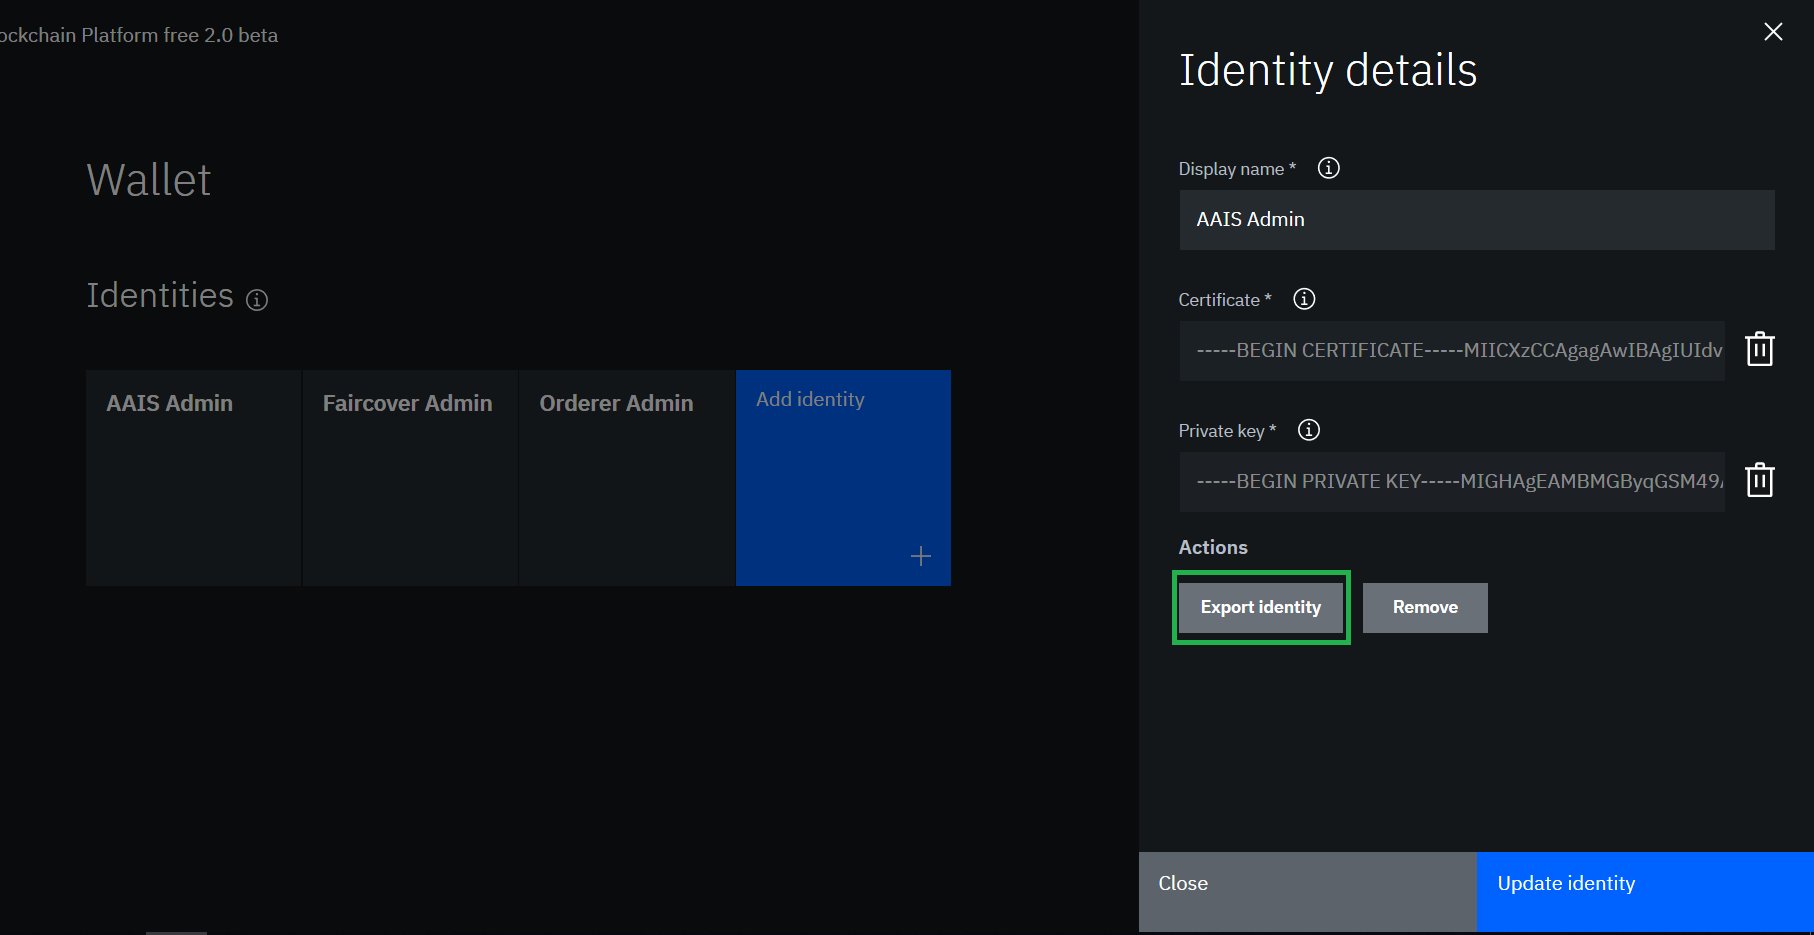 ockchain Platform free 2.0 beta
Wallet
Identities
AAIS Admin
Faircover Admin
Orderer Admin
Add identity
Identity details
Display name *
AAIS Admin
Certificate *
-----BEGIN CERTIFICATE-----MIICXzCCAgagAwIBAgIUIdv
Private key *
-----BEGIN PRIVATE KEY-----MIGHAgEAMBMGByqGSM49A
Actions
Export identity
Remove
Close
Update identity